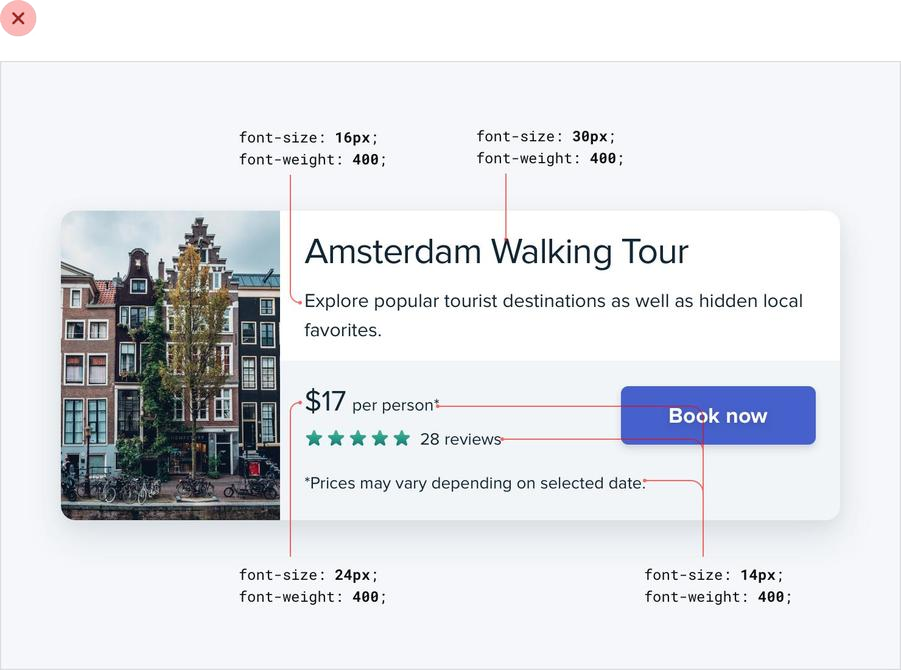 font-size: 16px;
font-weight: 400;
font-size: 30px;
font-weight: 400;
Amsterdam Walking Tour
Explore popular tourist destinations as well as hidden local
favorites.
$17 per person*
Book now
28 reviews
*Prices may vary depending on selected date.
font-size: 24px;
font-weight: 400;
font-size: 14px;
font-weight: 400;